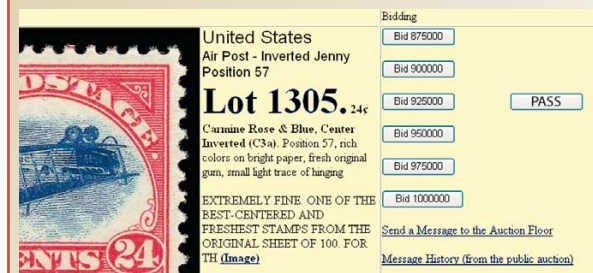 POSTAGE
CENTS 24
United States
Air Post - Inverted Jenny
Position 57
Lot 1305. 24¢
Carmine Rose & Blue, Center
Inverted (C3a). Position 57, rich
colors on bright paper, fresh original
gum, small light trace of hinging
EXTREMELY FINE. ONE OF THE
BEST-CENTERED AND
FRESHEST STAMPS FROM THE
ORIGINAL SHEET OF 100. FOR
TH (Image)
Bidding
Bid 875000
Bid 900000
Bid 925000
PASS
Bid 950000
Bid 975000
Bid 1000000
Send a Message to the Auction Floor
Message History (from the public auction)